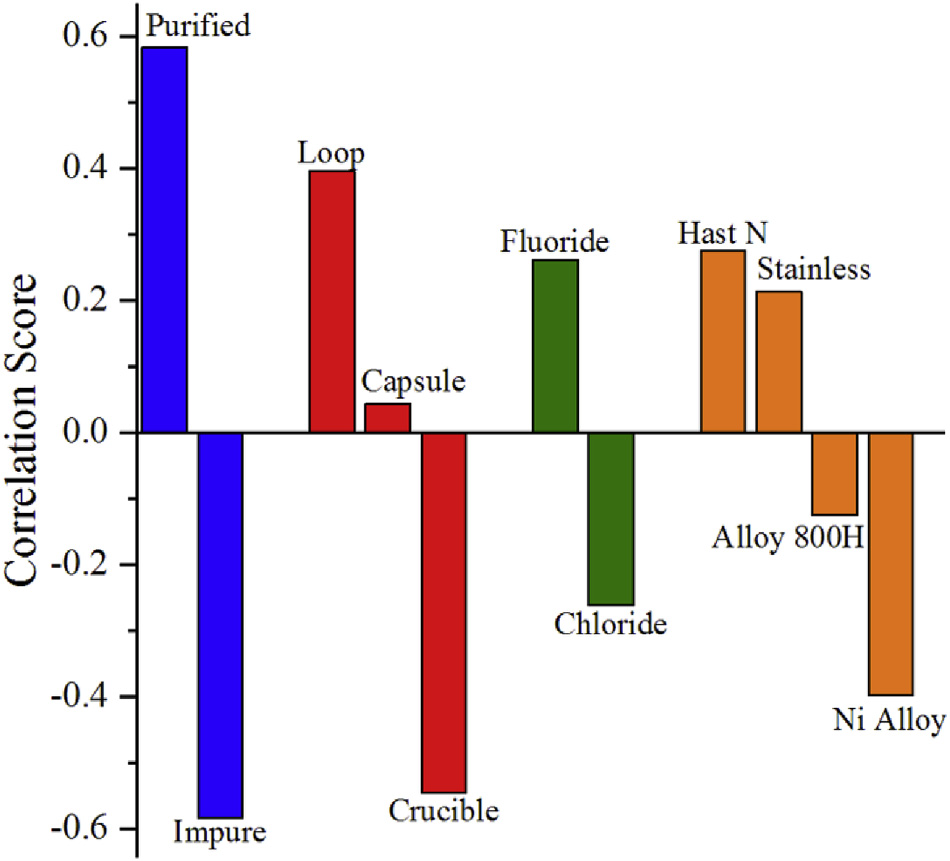 Correlation Score
0.6
0.4
0.2
0.0
-0.2
-0.4
-0.6
Purified
Impure
Loop
Capsule
Crucible
Fluoride
Chloride
Hast N
Stainless
Alloy 800H
Ni Alloy